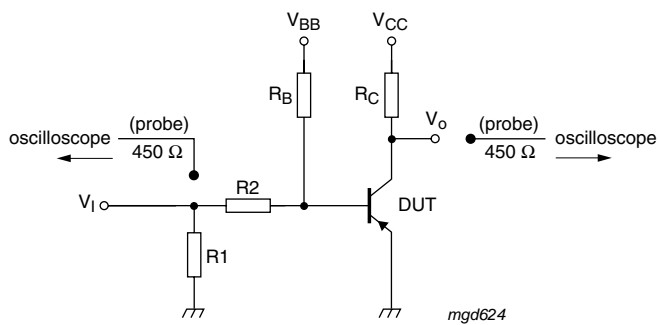 V_BB
V_CC
R_B
R_C
V_o
(probe)
oscilloscope
450 Ω
(probe)
oscilloscope
450 Ω
R2
V_I
DUT
R1
mgd624